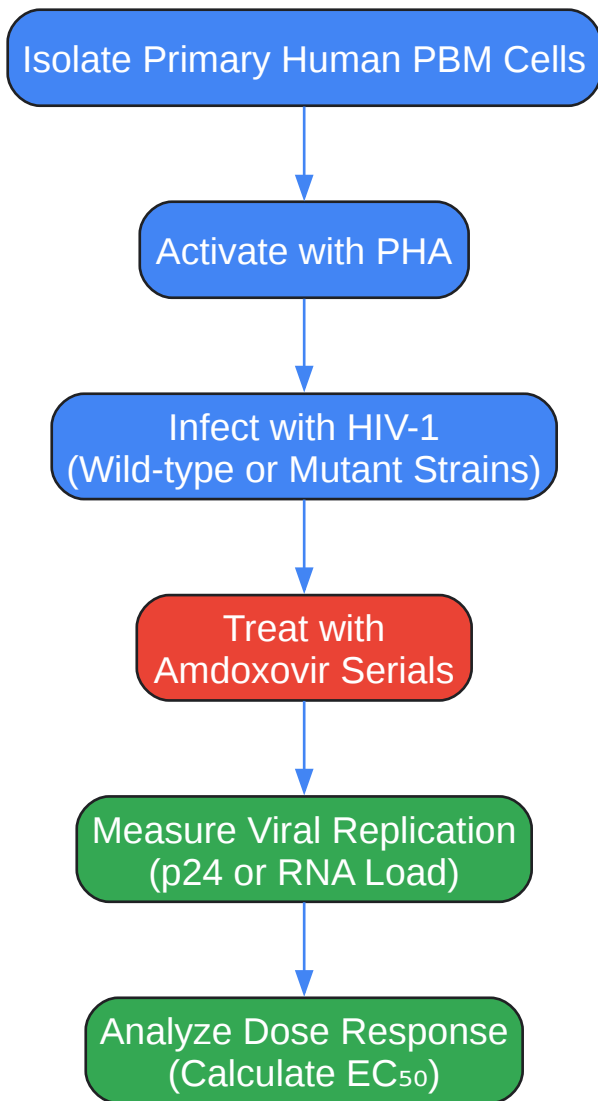 Isolate Primary Human PBM Cells
Activate with PHA
Infect with HIV-1
(Wild-type or Mutant Strains)
Treat with
Amdoxovir Serials
Measure Viral Replication
(p24 or RNA Load)
Analyze Dose Response
(Calculate EC₅₀)